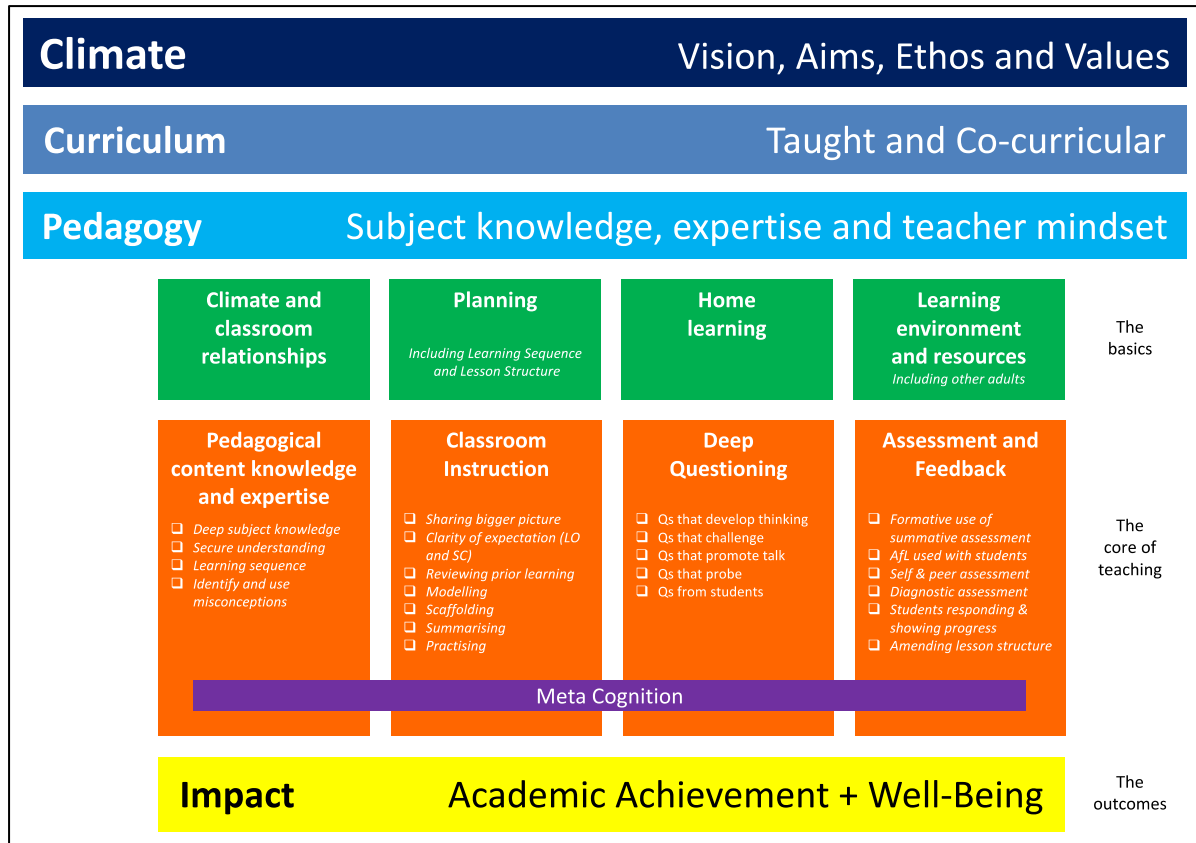 Climate Vision, Aims, Ethos and Values
Curriculum Taught and Co-curricular
Pedagogy Subject knowledge, expertise and teacher mindset
Climate and
classroom
relationships
Planning
Including Learning Sequence
and Lesson Structure
Home
learning
Learning
environment
and resources
Including other adults
The
basics
Pedagogical
content knowledge
and expertise
❑ Deep subject knowledge
❑ Secure understanding
❑ Learning sequence
❑ Identify and use
misconceptions
Classroom
Instruction
❑ Sharing bigger picture
❑ Clarity of expectation (LO
and SC)
❑ Reviewing prior learning
❑ Modelling
❑ Scaffolding
❑ Summarising
❑ Practising
Deep
Questioning
❑ Qs that develop thinking
❑ Qs that challenge
❑ Qs that promote talk
❑ Qs that probe
❑ Qs from students
Assessment and
Feedback
❑ Formative use of
summative assessment
❑ AfL used with students
❑ Self & peer assessment
❑ Diagnostic assessment
❑ Students responding &
showing progress
❑ Amending lesson structure
The
core of
teaching
Meta Cognition
Impact Academic Achievement + Well-Being
The
outcomes